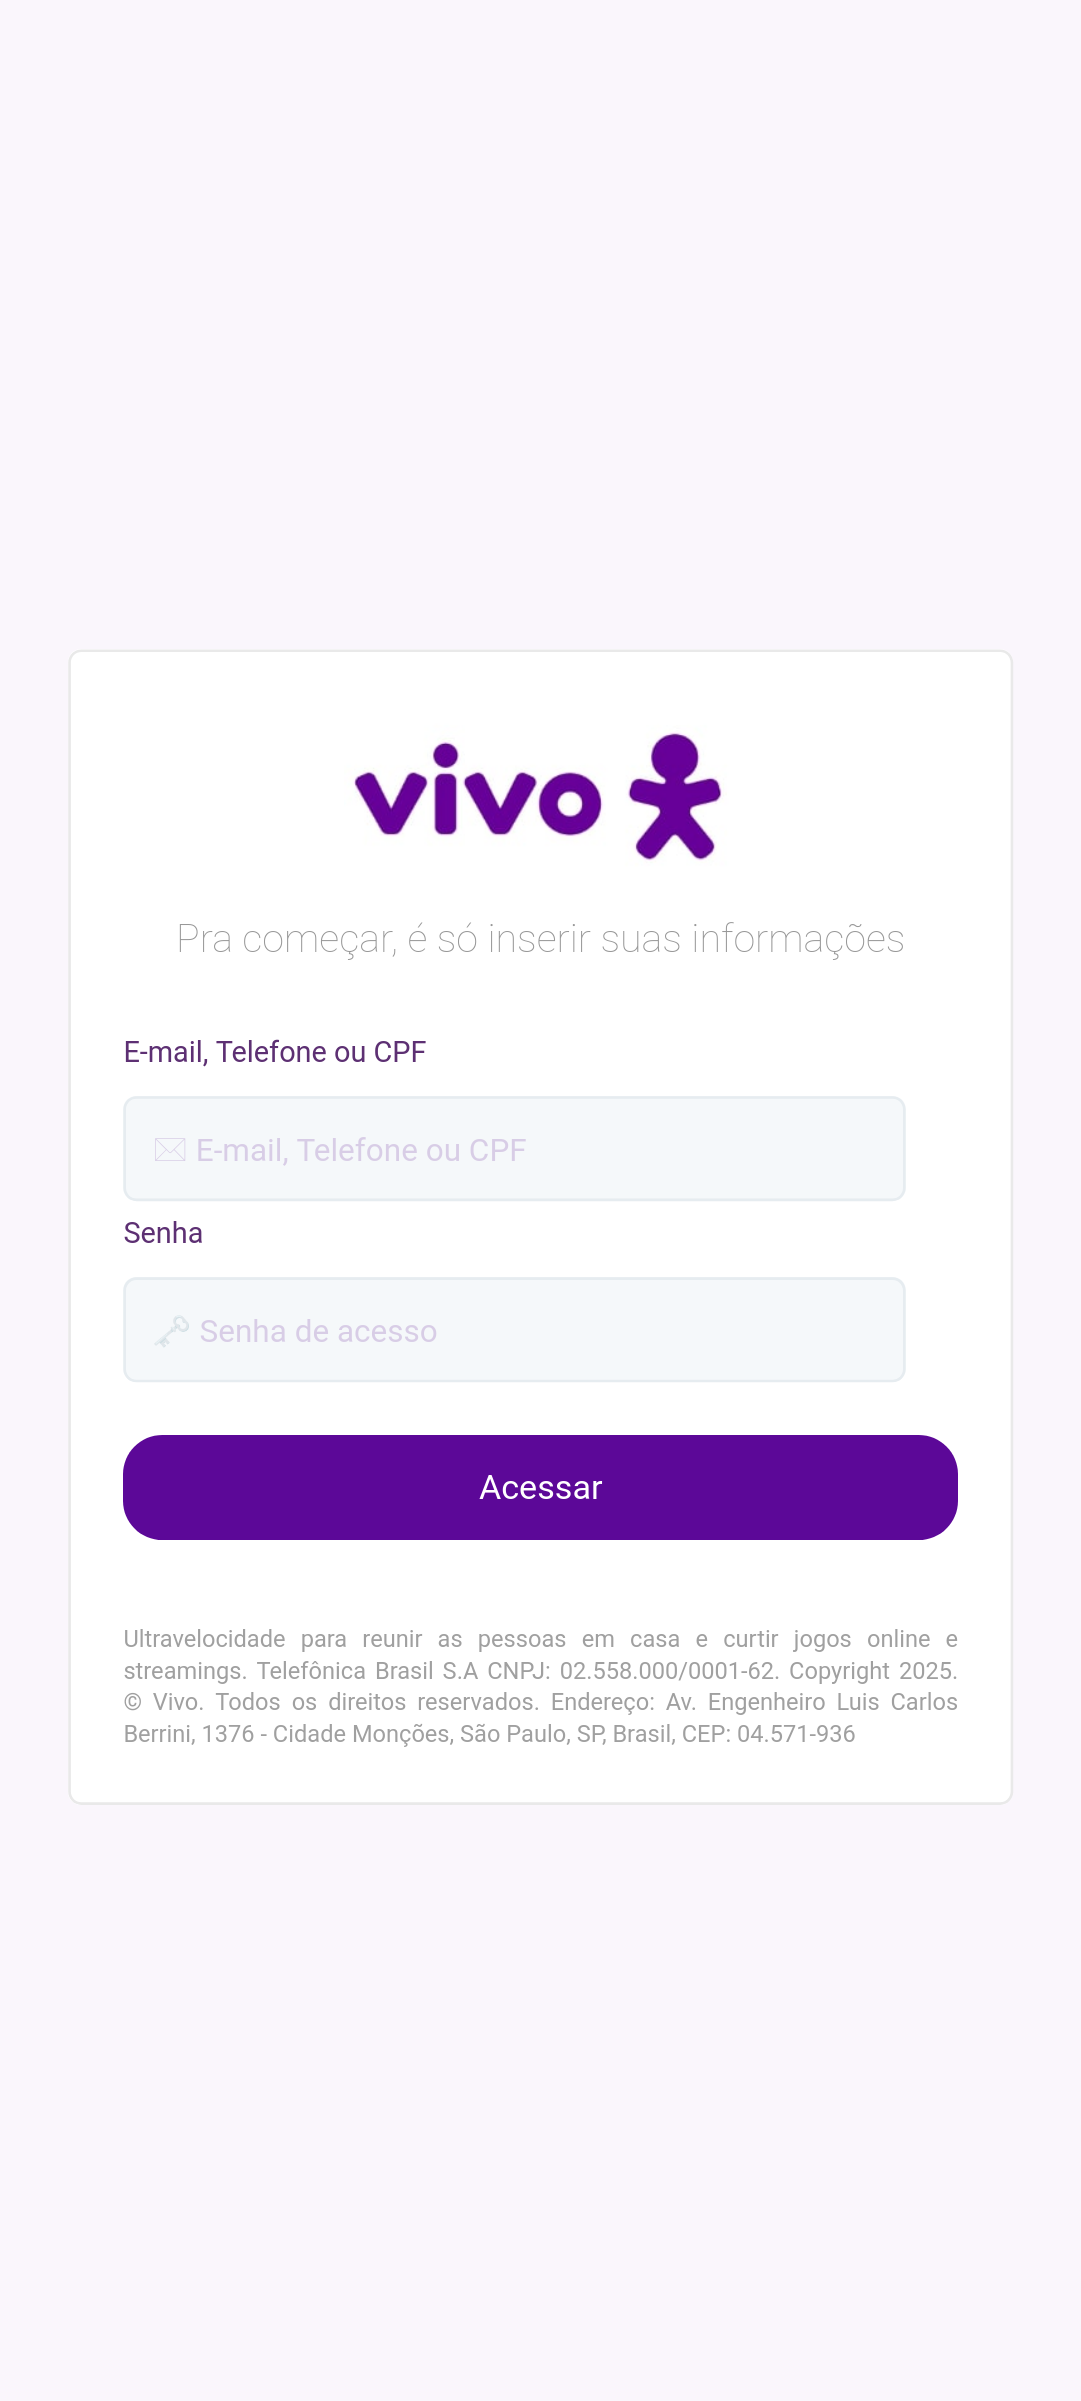 vivo
Pra começar, é só inserir suas informações
E-mail, Telefone ou CPF
✉ E-mail, Telefone ou CPF
Senha
🗝 Senha de acesso
Acessar
Ultravelocidade para reunir as pessoas em casa e curtir jogos online e
streamings. Telefônica Brasil S.A CNPJ: 02.558.000/0001-62. Copyright 2025.
© Vivo. Todos os direitos reservados. Endereço: Av. Engenheiro Luis Carlos
Berrini, 1376 - Cidade Monções, São Paulo, SP, Brasil, CEP: 04.571-936